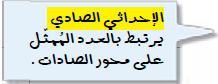 الإحداثي الصادي
يرتبط بالعدد المُمثّل
على محور الصادات .